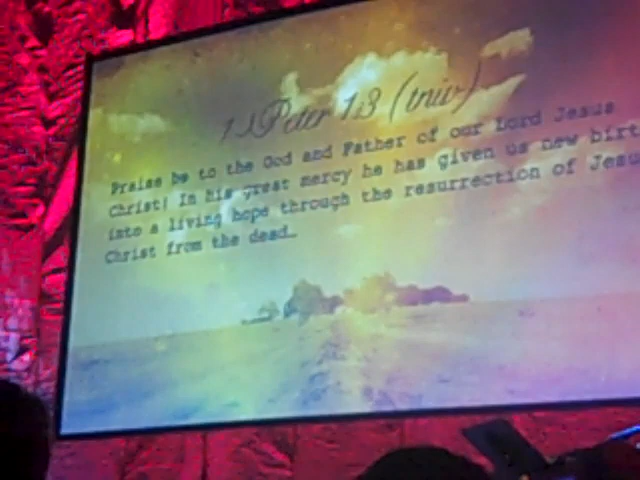 1 Peter 1:3 (tniv)
Praise be to the God and Father of our Lord Jesus
Christ! In his great mercy he has given us new birt
into a living hope through the resurrection of Jesu
Christ from the dead…